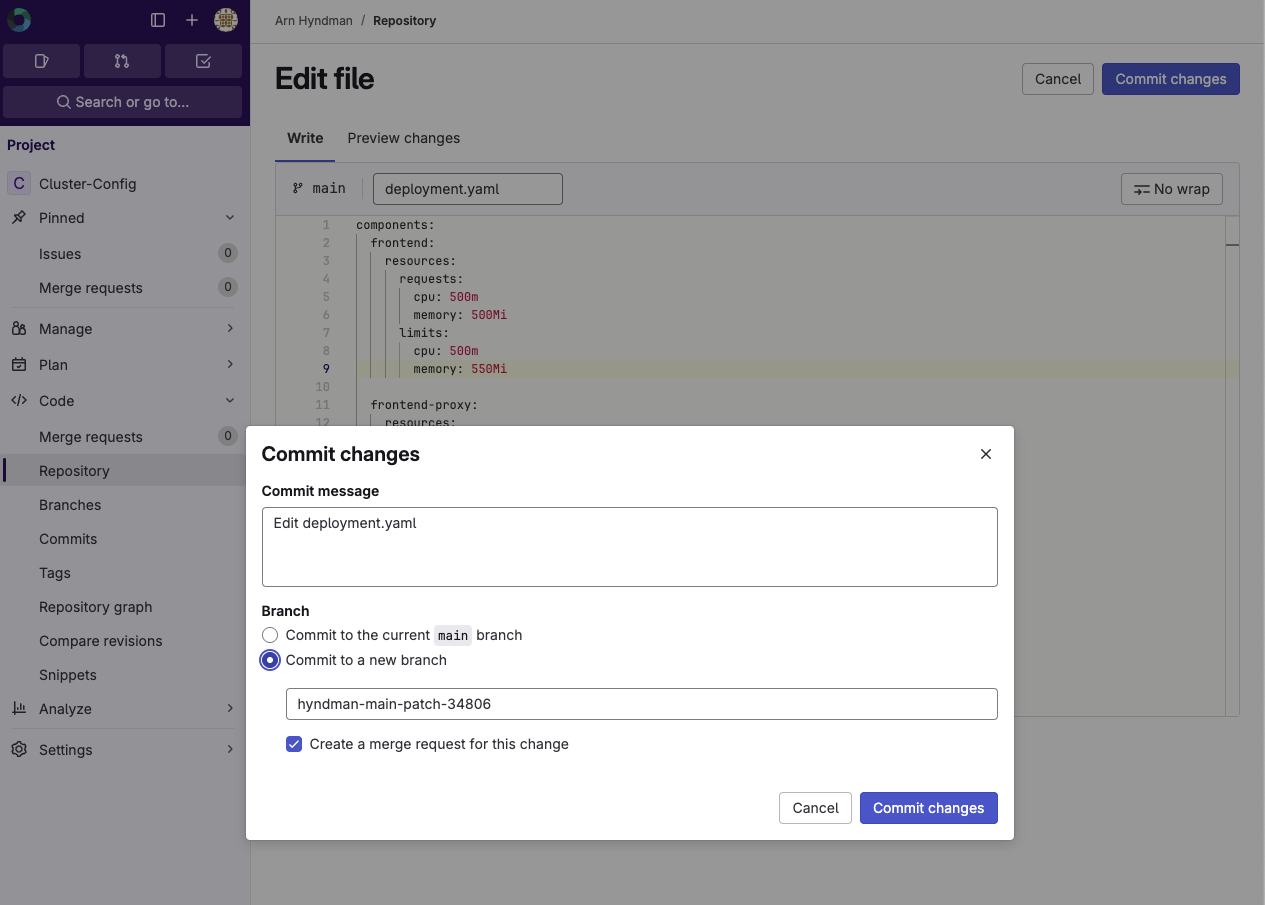 Arn Hyndman / Repository
Search or go to...
Project
C Cluster-Config
Pinned
Issues 0
Merge requests 0
Manage
Plan
Code
Merge requests 0
Repository
Branches
Commits
Tags
Repository graph
Compare revisions
Snippets
Analyze
Settings
Edit file
Cancel
Commit changes
Write
Preview changes
main
deployment.yaml
No wrap
1 components:
2 frontend:
3 resources:
4 requests:
5 cpu: 500m
6 memory: 500Mi
7 limits:
8 cpu: 500m
9 memory: 550Mi
10
11 frontend-proxy:
12 resources:
Commit changes
Commit message
Edit deployment.yaml
Branch
Commit to the current main branch
Commit to a new branch
hyndman-main-patch-34806
Create a merge request for this change
Cancel
Commit changes